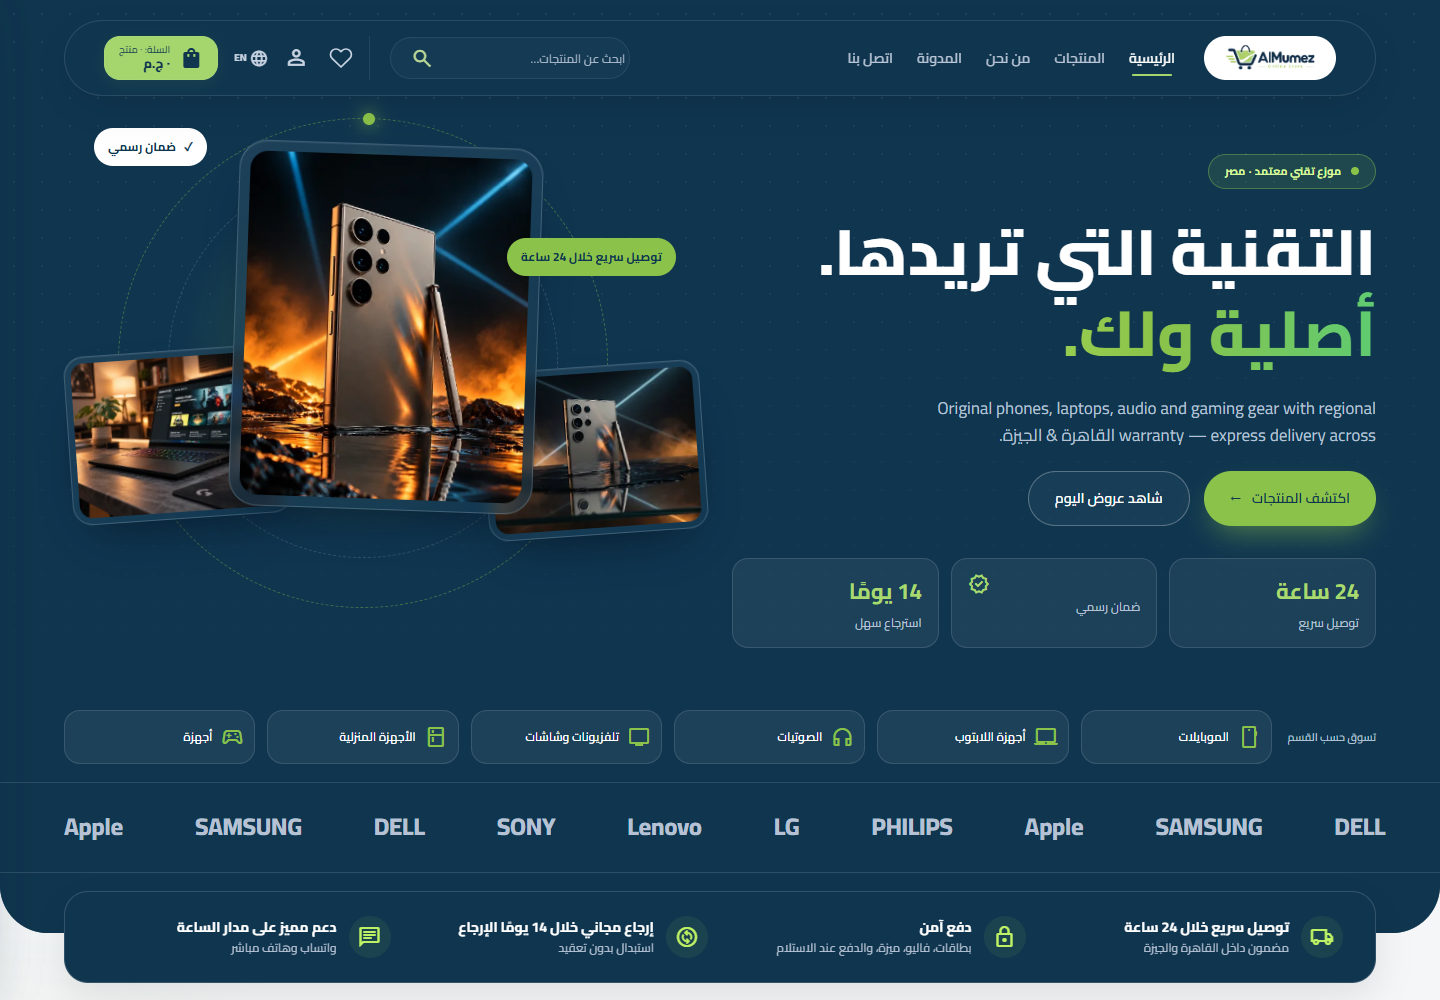 AlMumez
الرئيسية
المنتجات
من نحن
المدونة
اتصل بنا
ابحث عن المنتجات...
EN
السلة: ٠ منتج
٠ ج.م
موزع تقني معتمد · مصر
التقنية التي تريدها.
أصلية ولك.
Original phones, laptops, audio and gaming gear with regional
warranty — express delivery across القاهرة & الجيزة.
اكتشف المنتجات ←
شاهد عروض اليوم
✓ ضمان رسمي
توصيل سريع خلال 24 ساعة
24 ساعة
توصيل سريع
ضمان رسمي
14 يومًا
استرجاع سهل
تسوق حسب القسم
الموبايلات
أجهزة اللابتوب
الصوتيات
تلفزيونات وشاشات
الأجهزة المنزلية
أجهزة
Apple SAMSUNG DELL SONY Lenovo LG PHILIPS Apple SAMSUNG DELL
توصيل سريع خلال 24 ساعة
مضمون داخل القاهرة والجيزة
دفع آمن
بطاقات، فاليو، ميزة، والدفع عند الاستلام
إرجاع مجاني خلال 14 يومًا الإرجاع
استبدال بدون تعقيد
دعم مميز على مدار الساعة
واتساب وهاتف مباشر